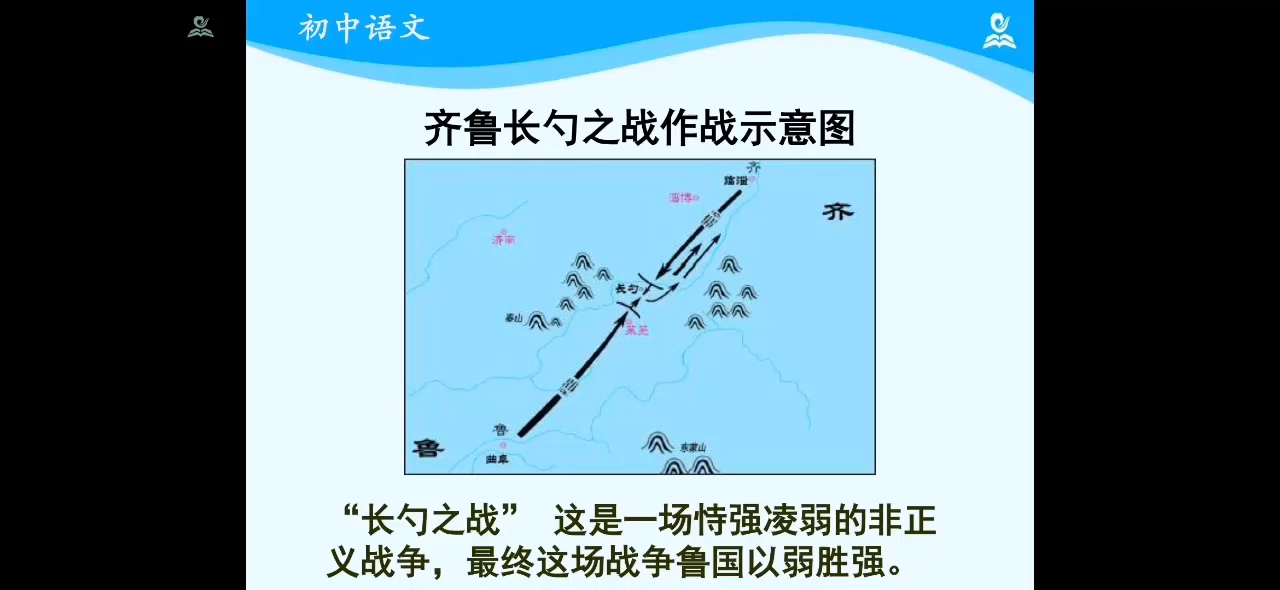 初中语文
齐鲁长勺之战作战示意图
齐
临淄
淄博
齐
济南
长勺
泰山
莱芜
鲁
鲁
曲阜
东蒙山
“长勺之战” 这是一场恃强凌弱的非正
义战争，最终这场战争鲁国以弱胜强。